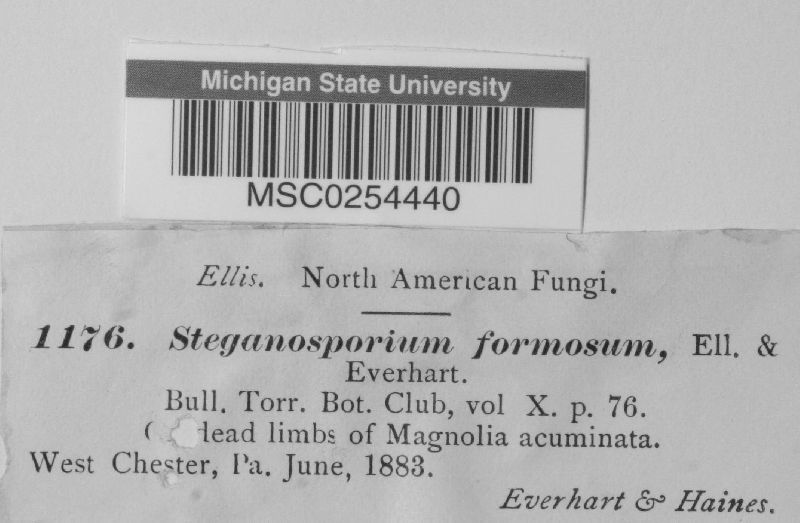 Michigan State University
MSC0254440
Ellis. North American Fungi.
1176. Steganosporium formosum, Ell. &
Everhart.
Bull. Torr. Bot. Club, vol X. p. 76.
limbs of Magnolia acuminata.
West Chester, Pa. June, 1883.
Everhart & Haines.